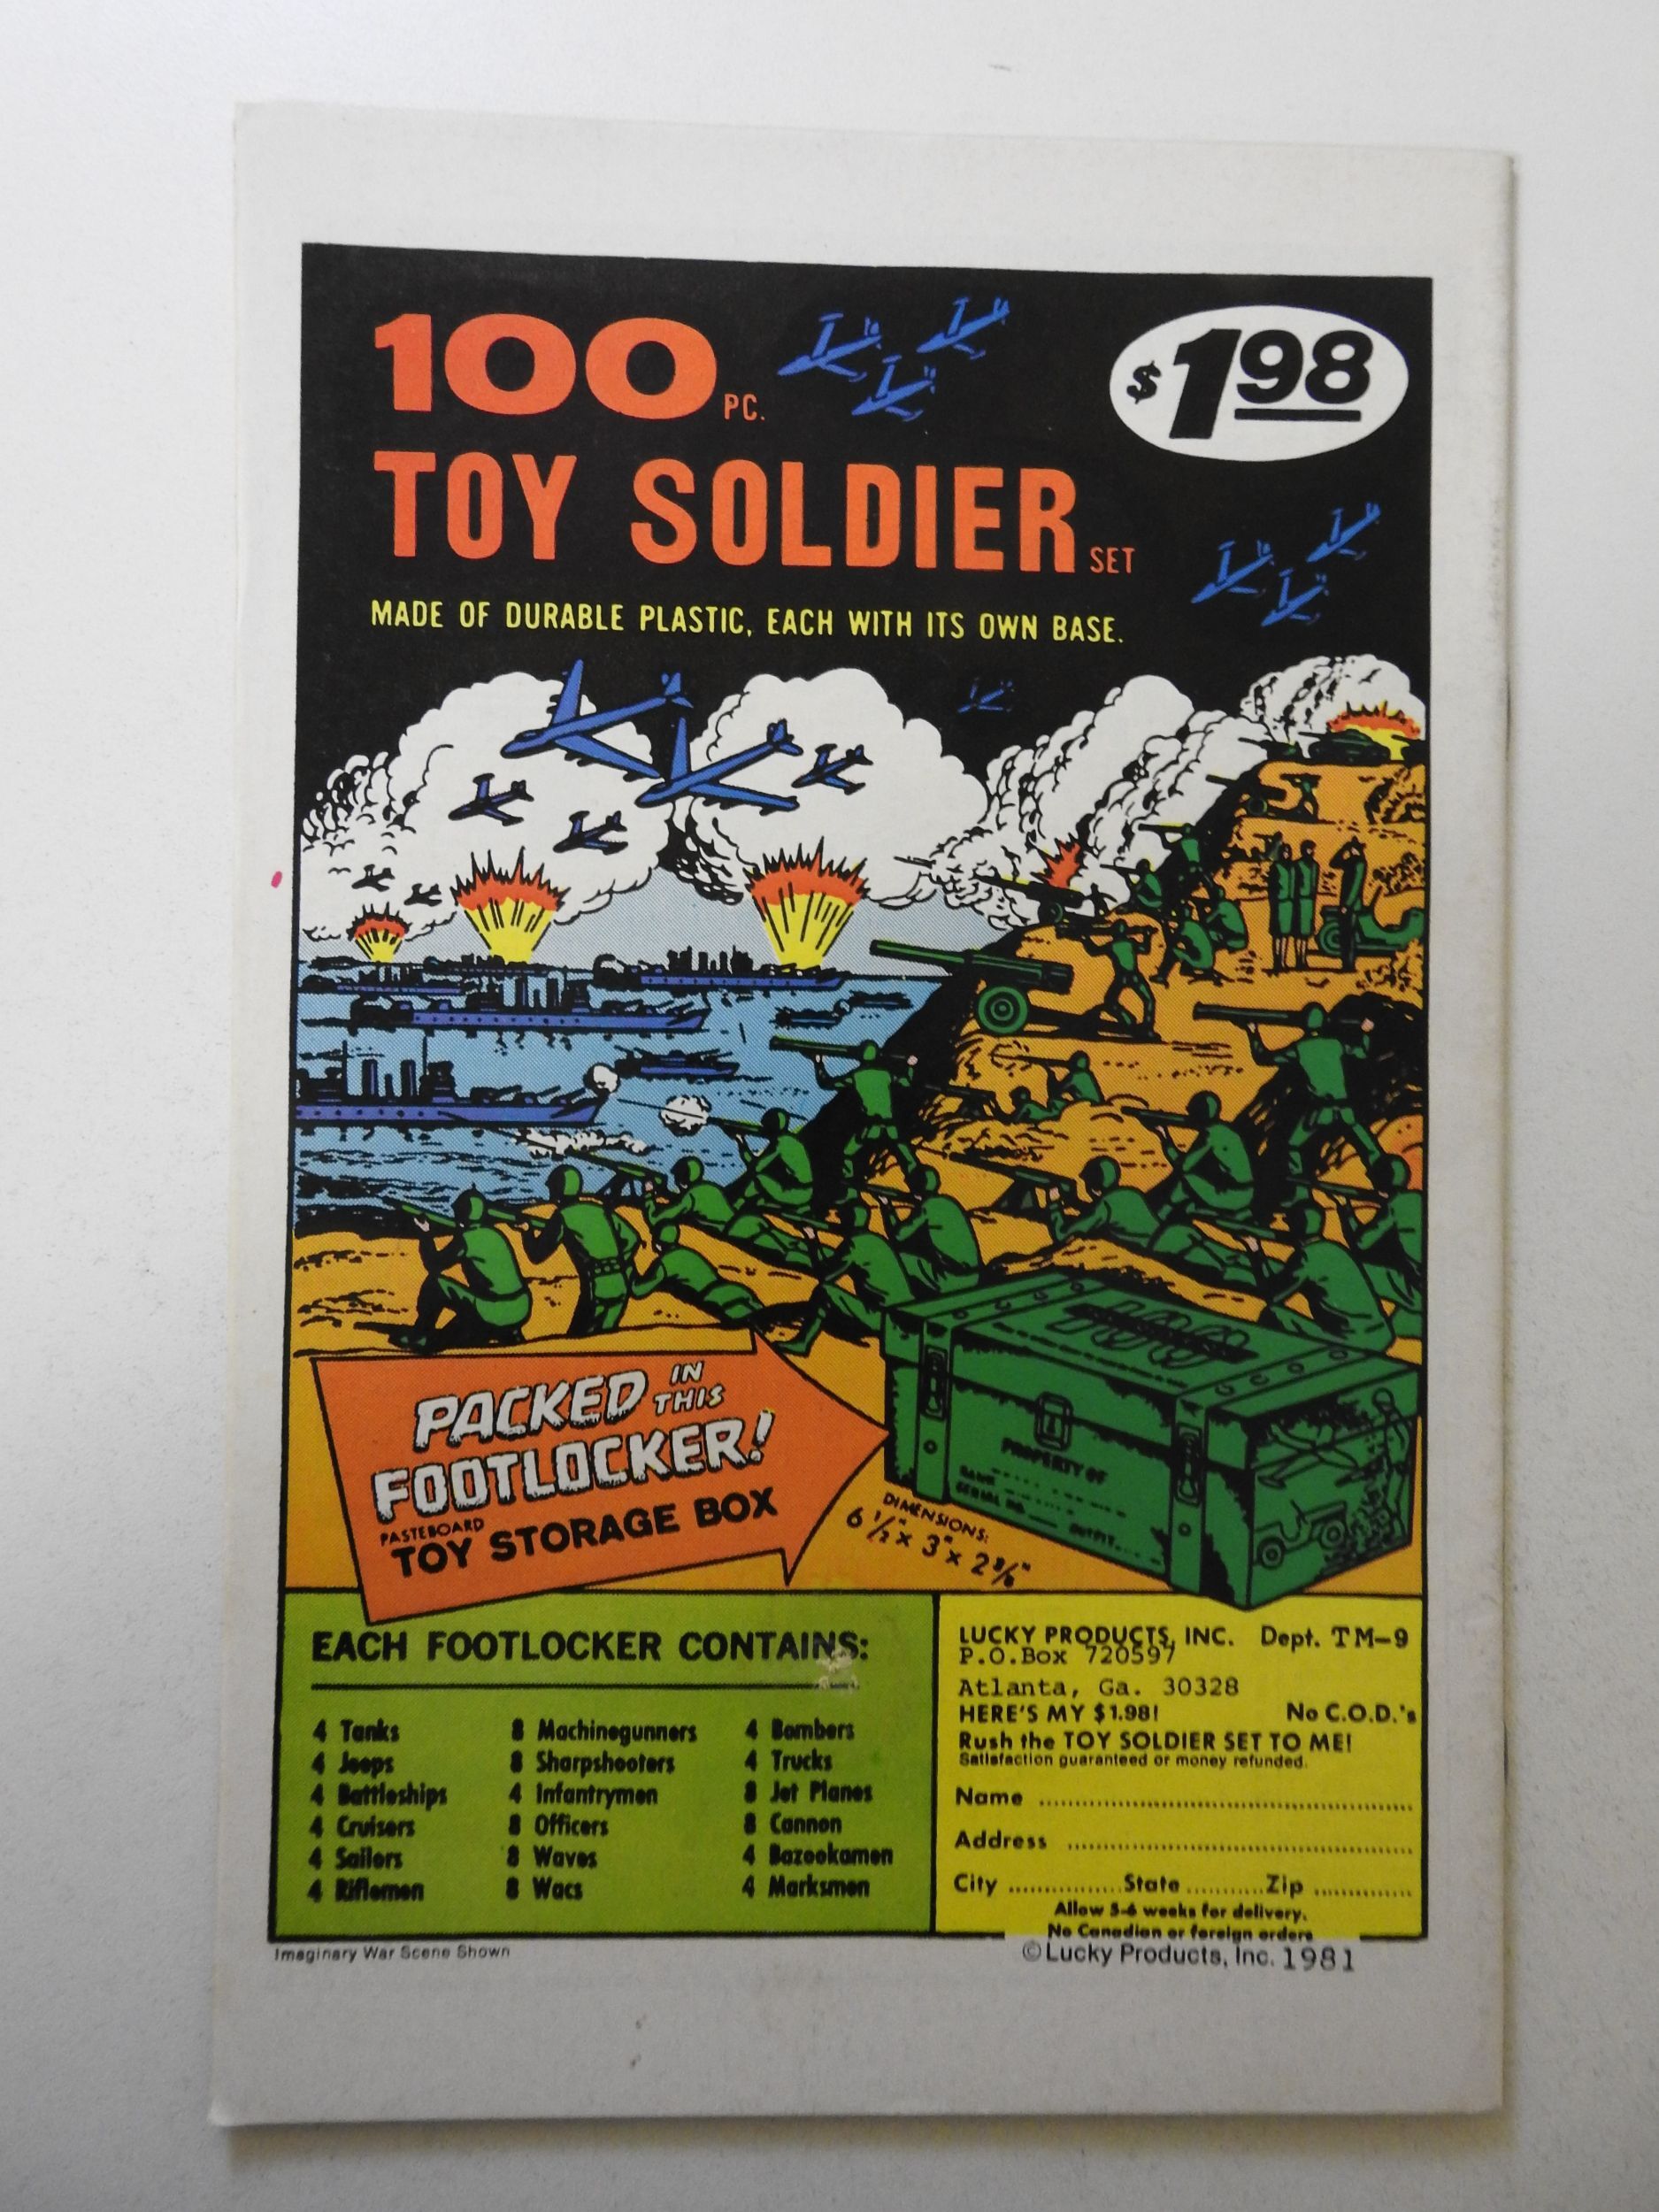 100 PC.
$1.98
TOY SOLDIER SET
MADE OF DURABLE PLASTIC, EACH WITH ITS OWN BASE.
PACKED IN THIS
FOOTLOCKER!
PASTEBOARD
TOY STORAGE BOX
DIMENSIONS:
100
PROPERTY OF
NAME
SERIAL NO.
EACH FOOTLOCKER CONTAINS:
4 Tanks
4 Jeeps
4 Battleships
4 Cruisers
4 Sailors
4 Riflemen
8 Machinegunners
8 Sharpshooters
4 Infantrymen
8 Officers
8 Waves
8 Wacs
4 Bombers
4 Trucks
8 Jet Planes
8 Cannon
4 Bazookamen
4 Marksmen
LUCKY PRODUCTS, INC. Dept. TM-9
P.O.Box 720597
Atlanta, Ga. 30328
HERE'S MY $1.98! No C.O.D.'s
Rush the TOY SOLDIER SET TO ME!
Satisfaction guaranteed or money refunded.
Name ........................................
Address ........................................
City ............... State .......... Zip .............
Allow 5-6 weeks for delivery.
No Canadian or foreign orders
Imaginary War Scene Shown
© Lucky Products, Inc. 1981